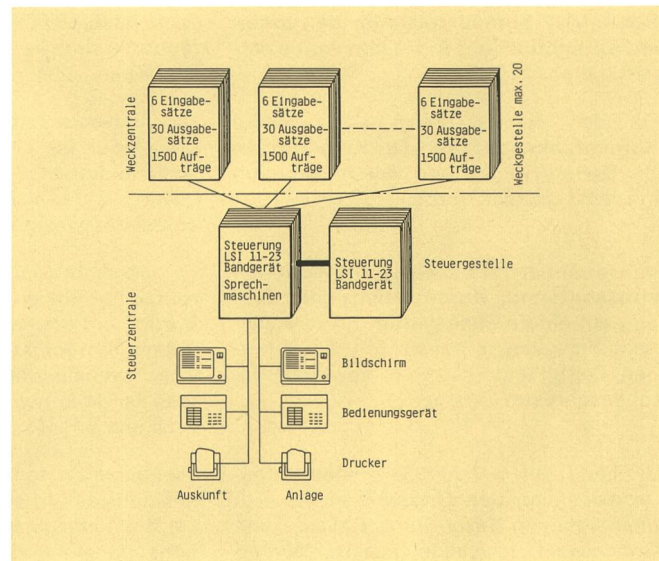 Weckzentrale
6 Eingabe-
sätze
30 Ausgabe-
sätze
1500 Auf-
träge
6 Eingabe-
sätze
30 Ausgabe-
sätze
1500 Auf-
träge
6 Eingabe-
sätze
30 Ausgabe-
sätze
1500 Auf-
träge
Weckgestelle max. 20
Steuerzentrale
Steuerung
LSI 11-23
Bandgerät
Sprech-
maschinen
Steuerung
LSI 11-23
Bandgerät
Steuergestelle
Bildschirm
Bedienungsgerät
Drucker
Auskunft
Anlage